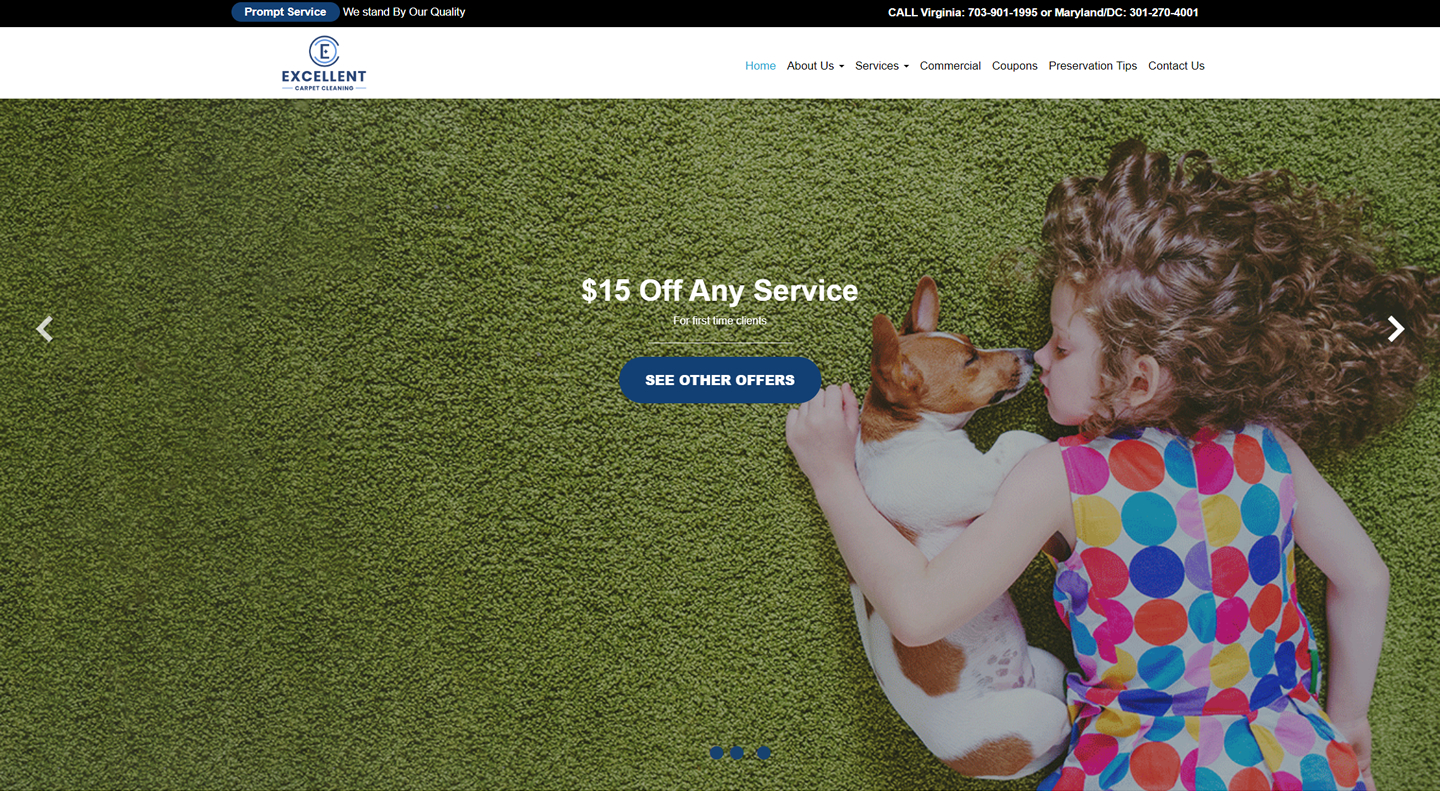 Prompt Service We stand By Our Quality
CALL Virginia: 703-901-1995 or Maryland/DC: 301-270-4001
E
EXCELLENT
CARPET CLEANING
Home About Us Services Commercial Coupons Preservation Tips Contact Us
$15 Off Any Service
For first time clients
SEE OTHER OFFERS